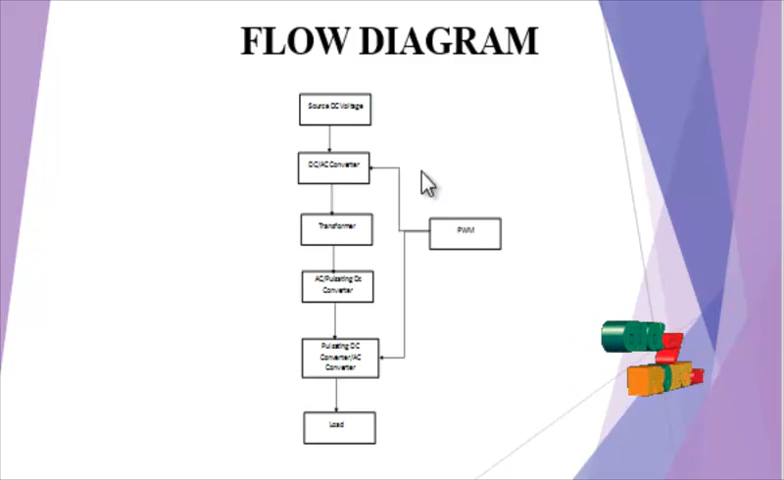 FLOW DIAGRAM
Source DC Voltage
DC/AC Converter
Transformer
PWM
AC/Pulsating Dc
Converter
Pulsating DC
Converter/AC
Converter
Load